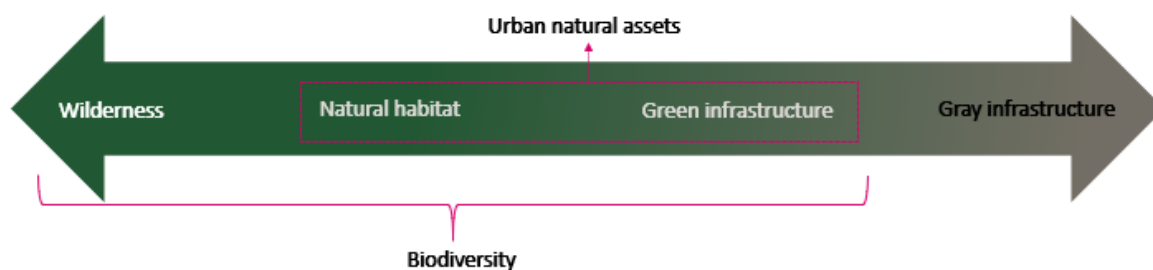 Urban natural assets
Wilderness
Natural habitat
Green infrastructure
Gray infrastructure
Biodiversity